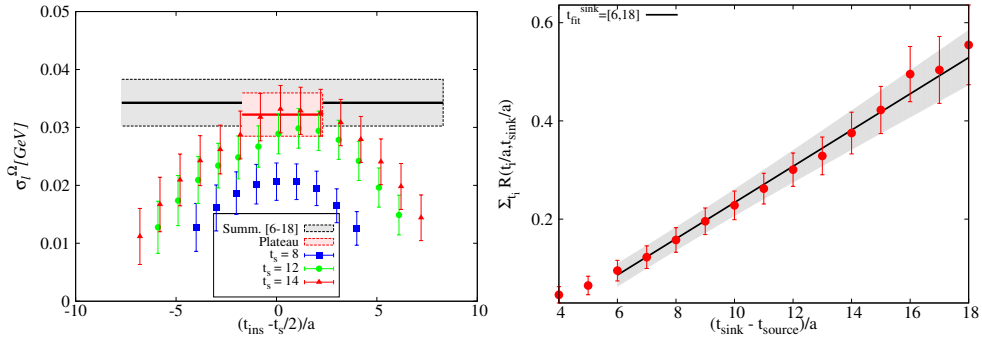 0.05
0.04
0.03
0.02
0.01
0
σ_l^Ω[GeV]
Summ. [6-18]
Plateau
t_s = 8
t_s = 12
t_s = 14
-10
-5
0
5
10
(t_ins -t_s/2)/a
t_fit^sink=[6,18]
0.6
0.4
0.2
Σ_{t_i} R(t_i/a,t_sink/a)
4
6
8
10
12
14
16
18
(t_sink - t_source)/a